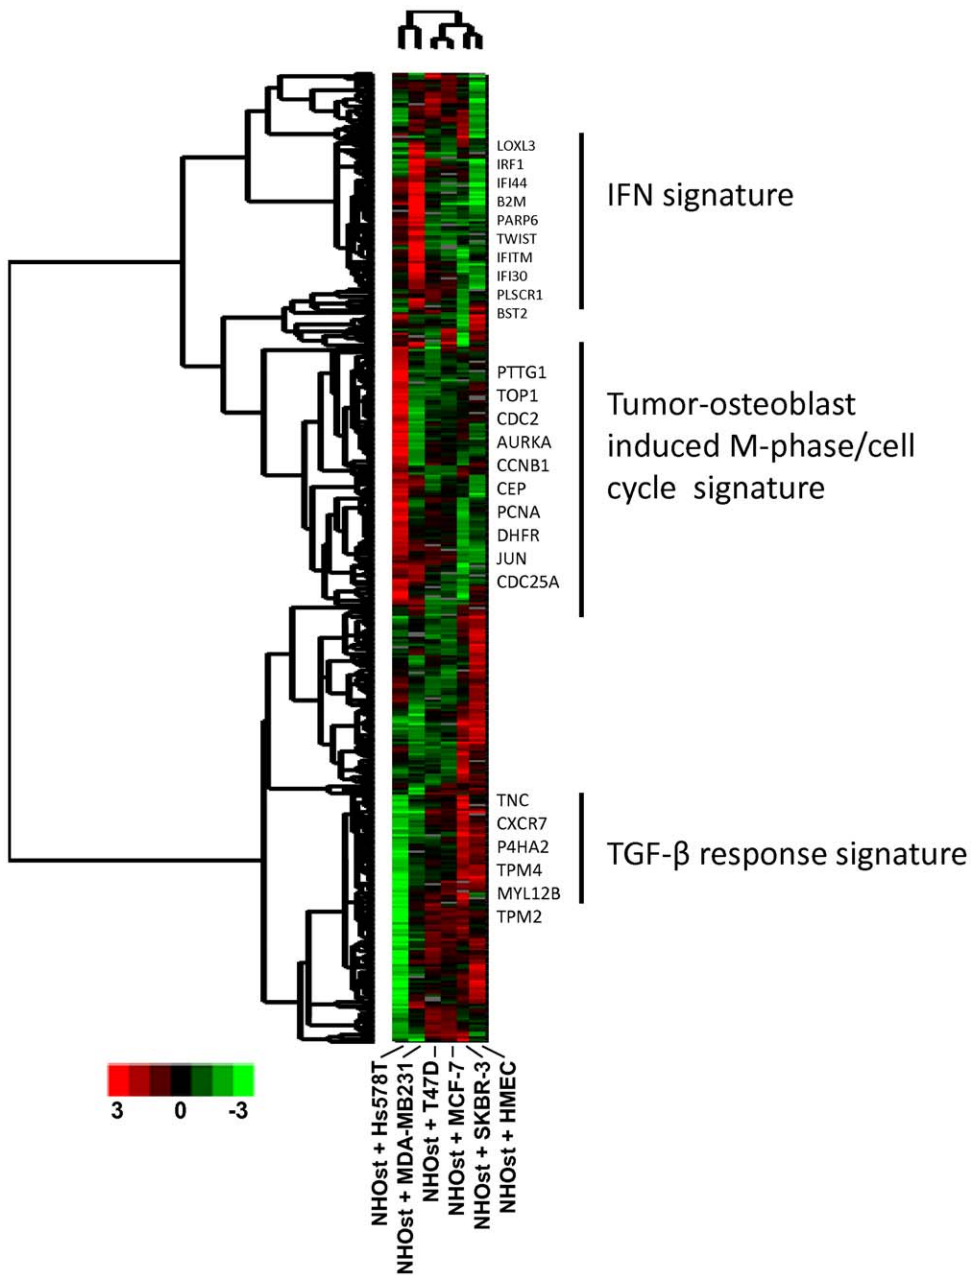 LOXL3
IRF1
IFI44
B2M
PARP6
TWIST
IFITM
IFI30
PLSCR1
BST2
IFN signature
PTTG1
TOP1
CDC2
AURKA
CCNB1
CEP
PCNA
DHFR
JUN
CDC25A
Tumor-osteoblast
induced M-phase/cell
cycle signature
TNC
CXCR7
P4HA2
TPM4
MYL12B
TPM2
TGF-β response signature
3 0 -3
NHOst + Hs578T
NHOst + MDA-MB231
NHOst + T47D
NHOst + MCF-7
NHOst + SKBR-3
NHOst + HMEC